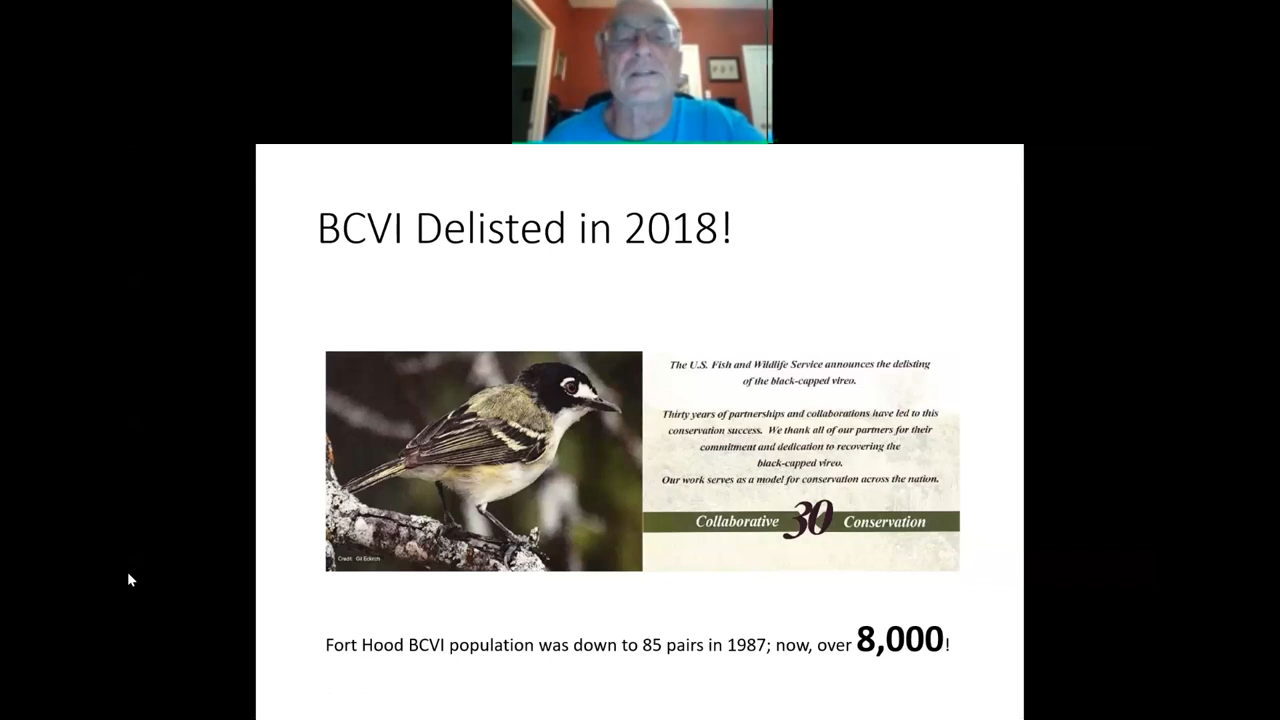 BCVI Delisted in 2018!
The U.S. Fish and Wildlife Service announces the delisting
of the black-capped vireo.
Thirty years of partnerships and collaborations have led to this
conservation success. We thank all of our partners for their
commitment and dedication to recovering the
black-capped vireo.
Our work serves as a model for conservation across the nation.
Collaborative 30 Conservation
Credit: Gil Eckrich
Fort Hood BCVI population was down to 85 pairs in 1987; now, over 8,000!